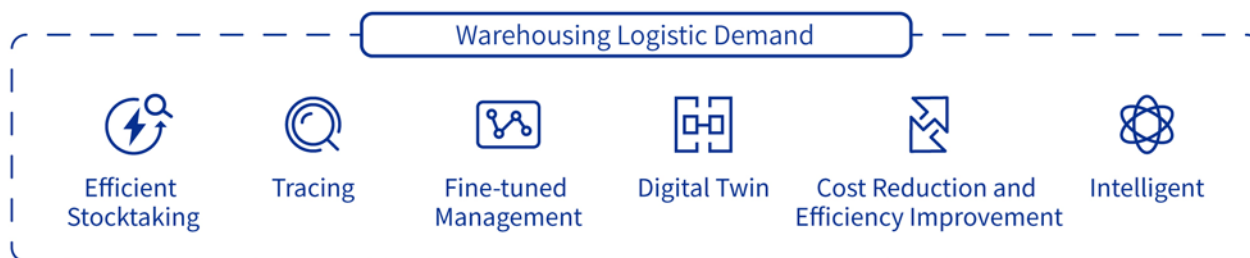 Warehousing Logistic Demand
Efficient
Stocktaking
Tracing
Fine-tuned
Management
Digital Twin
Cost Reduction and
Efficiency Improvement
Intelligent